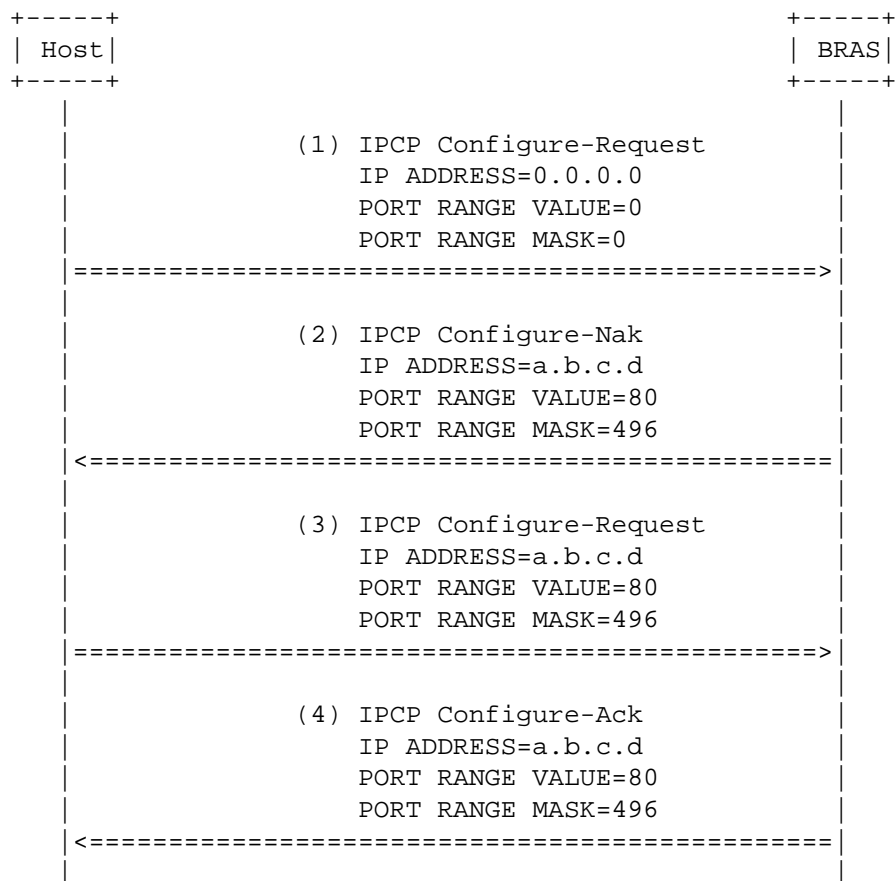 Host
BRAS
(1) IPCP Configure-Request
IP ADDRESS=0.0.0.0
PORT RANGE VALUE=0
PORT RANGE MASK=0
(2) IPCP Configure-Nak
IP ADDRESS=a.b.c.d
PORT RANGE VALUE=80
PORT RANGE MASK=496
(3) IPCP Configure-Request
IP ADDRESS=a.b.c.d
PORT RANGE VALUE=80
PORT RANGE MASK=496
(4) IPCP Configure-Ack
IP ADDRESS=a.b.c.d
PORT RANGE VALUE=80
PORT RANGE MASK=496